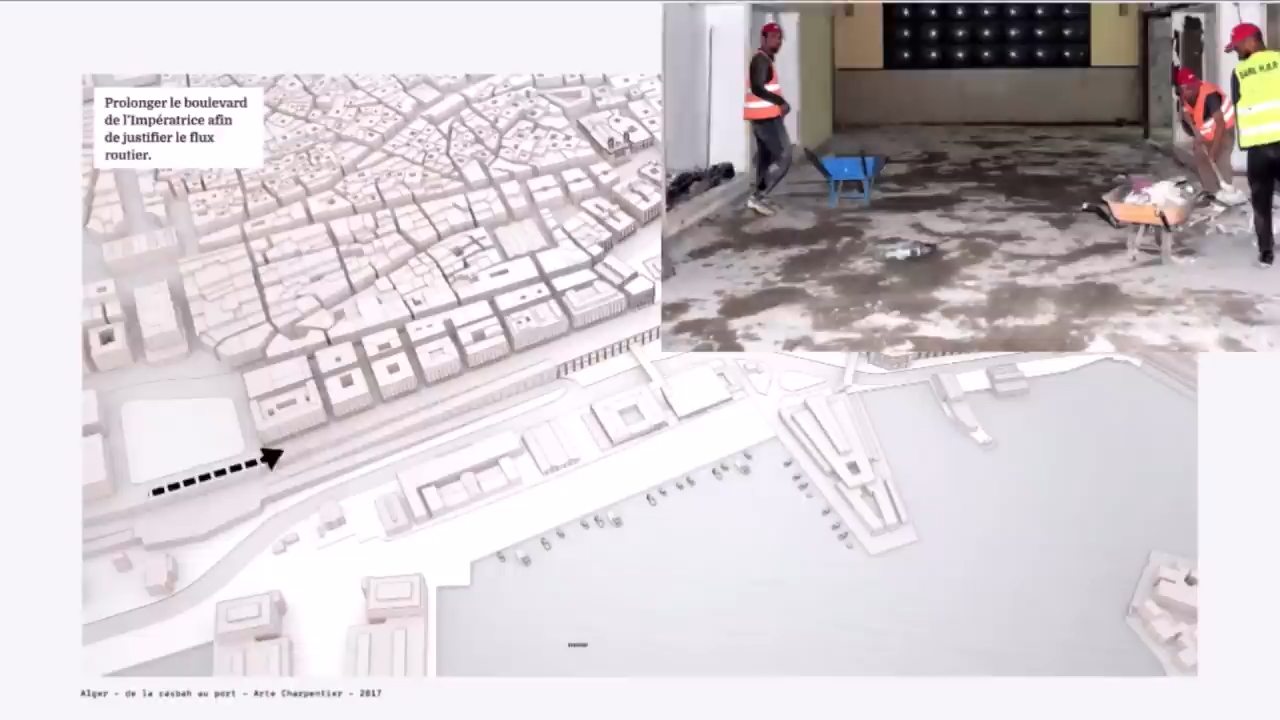 Prolonger le boulevard
de l'Impératrice afin
de justifier le flux
routier.
SARL H.B.R
Alger - de la casbah au port - Arte Charpentier - 2017